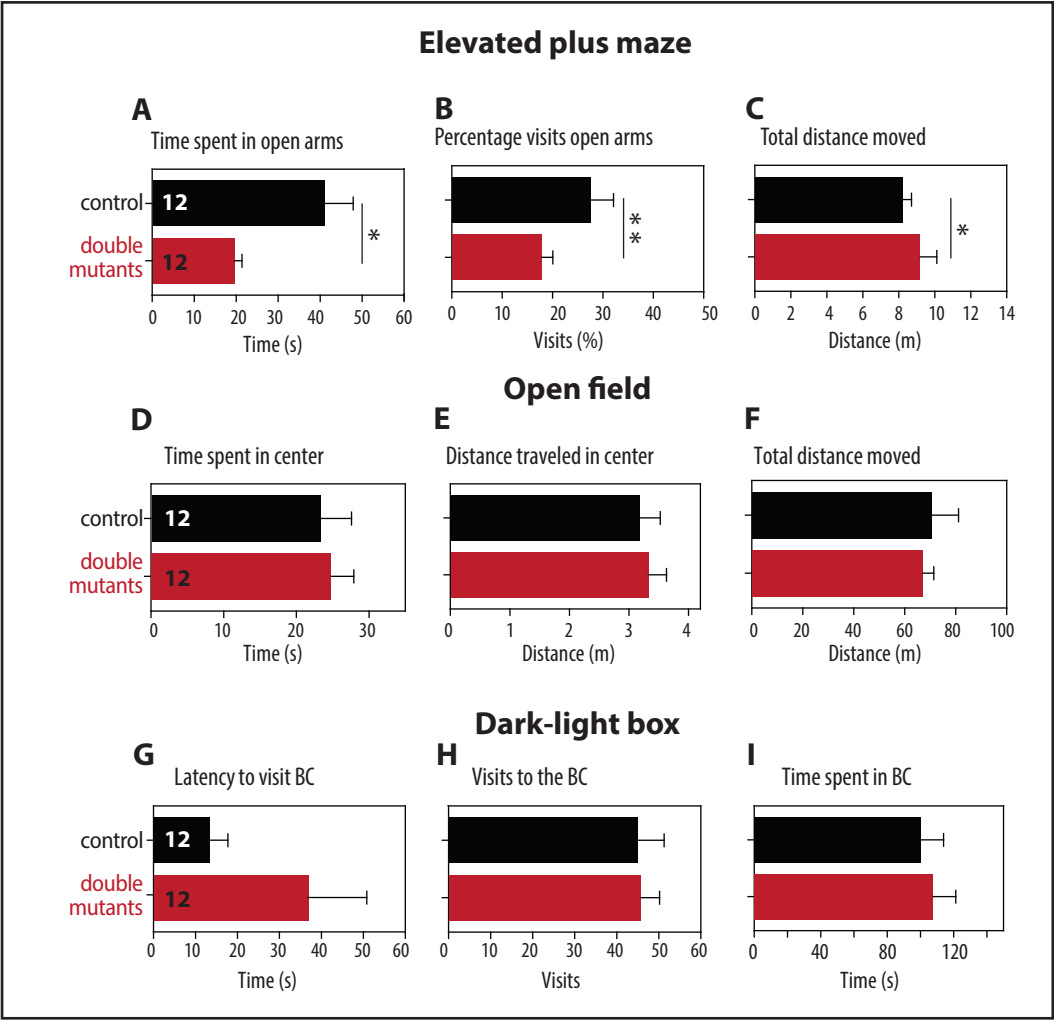 Elevated plus maze
A
Time spent in open arms
control
12
*
double
mutants
12
0 10 20 30 40 50 60
Time (s)
B
Percentage visits open arms
**
0 10 20 30 40 50
Visits (%)
C
Total distance moved
*
0 2 4 6 8 10 12 14
Distance (m)
Open field
D
Time spent in center
control
12
double
mutants
12
0 10 20 30
Time (s)
E
Distance traveled in center
0 1 2 3 4
Distance (m)
F
Total distance moved
0 20 40 60 80 100
Distance (m)
Dark-light box
G
Latency to visit BC
control
12
double
mutants
12
0 10 20 30 40 50 60
Time (s)
H
Visits to the BC
0 10 20 30 40 50 60
Visits
I
Time spent in BC
0 40 80 120
Time (s)